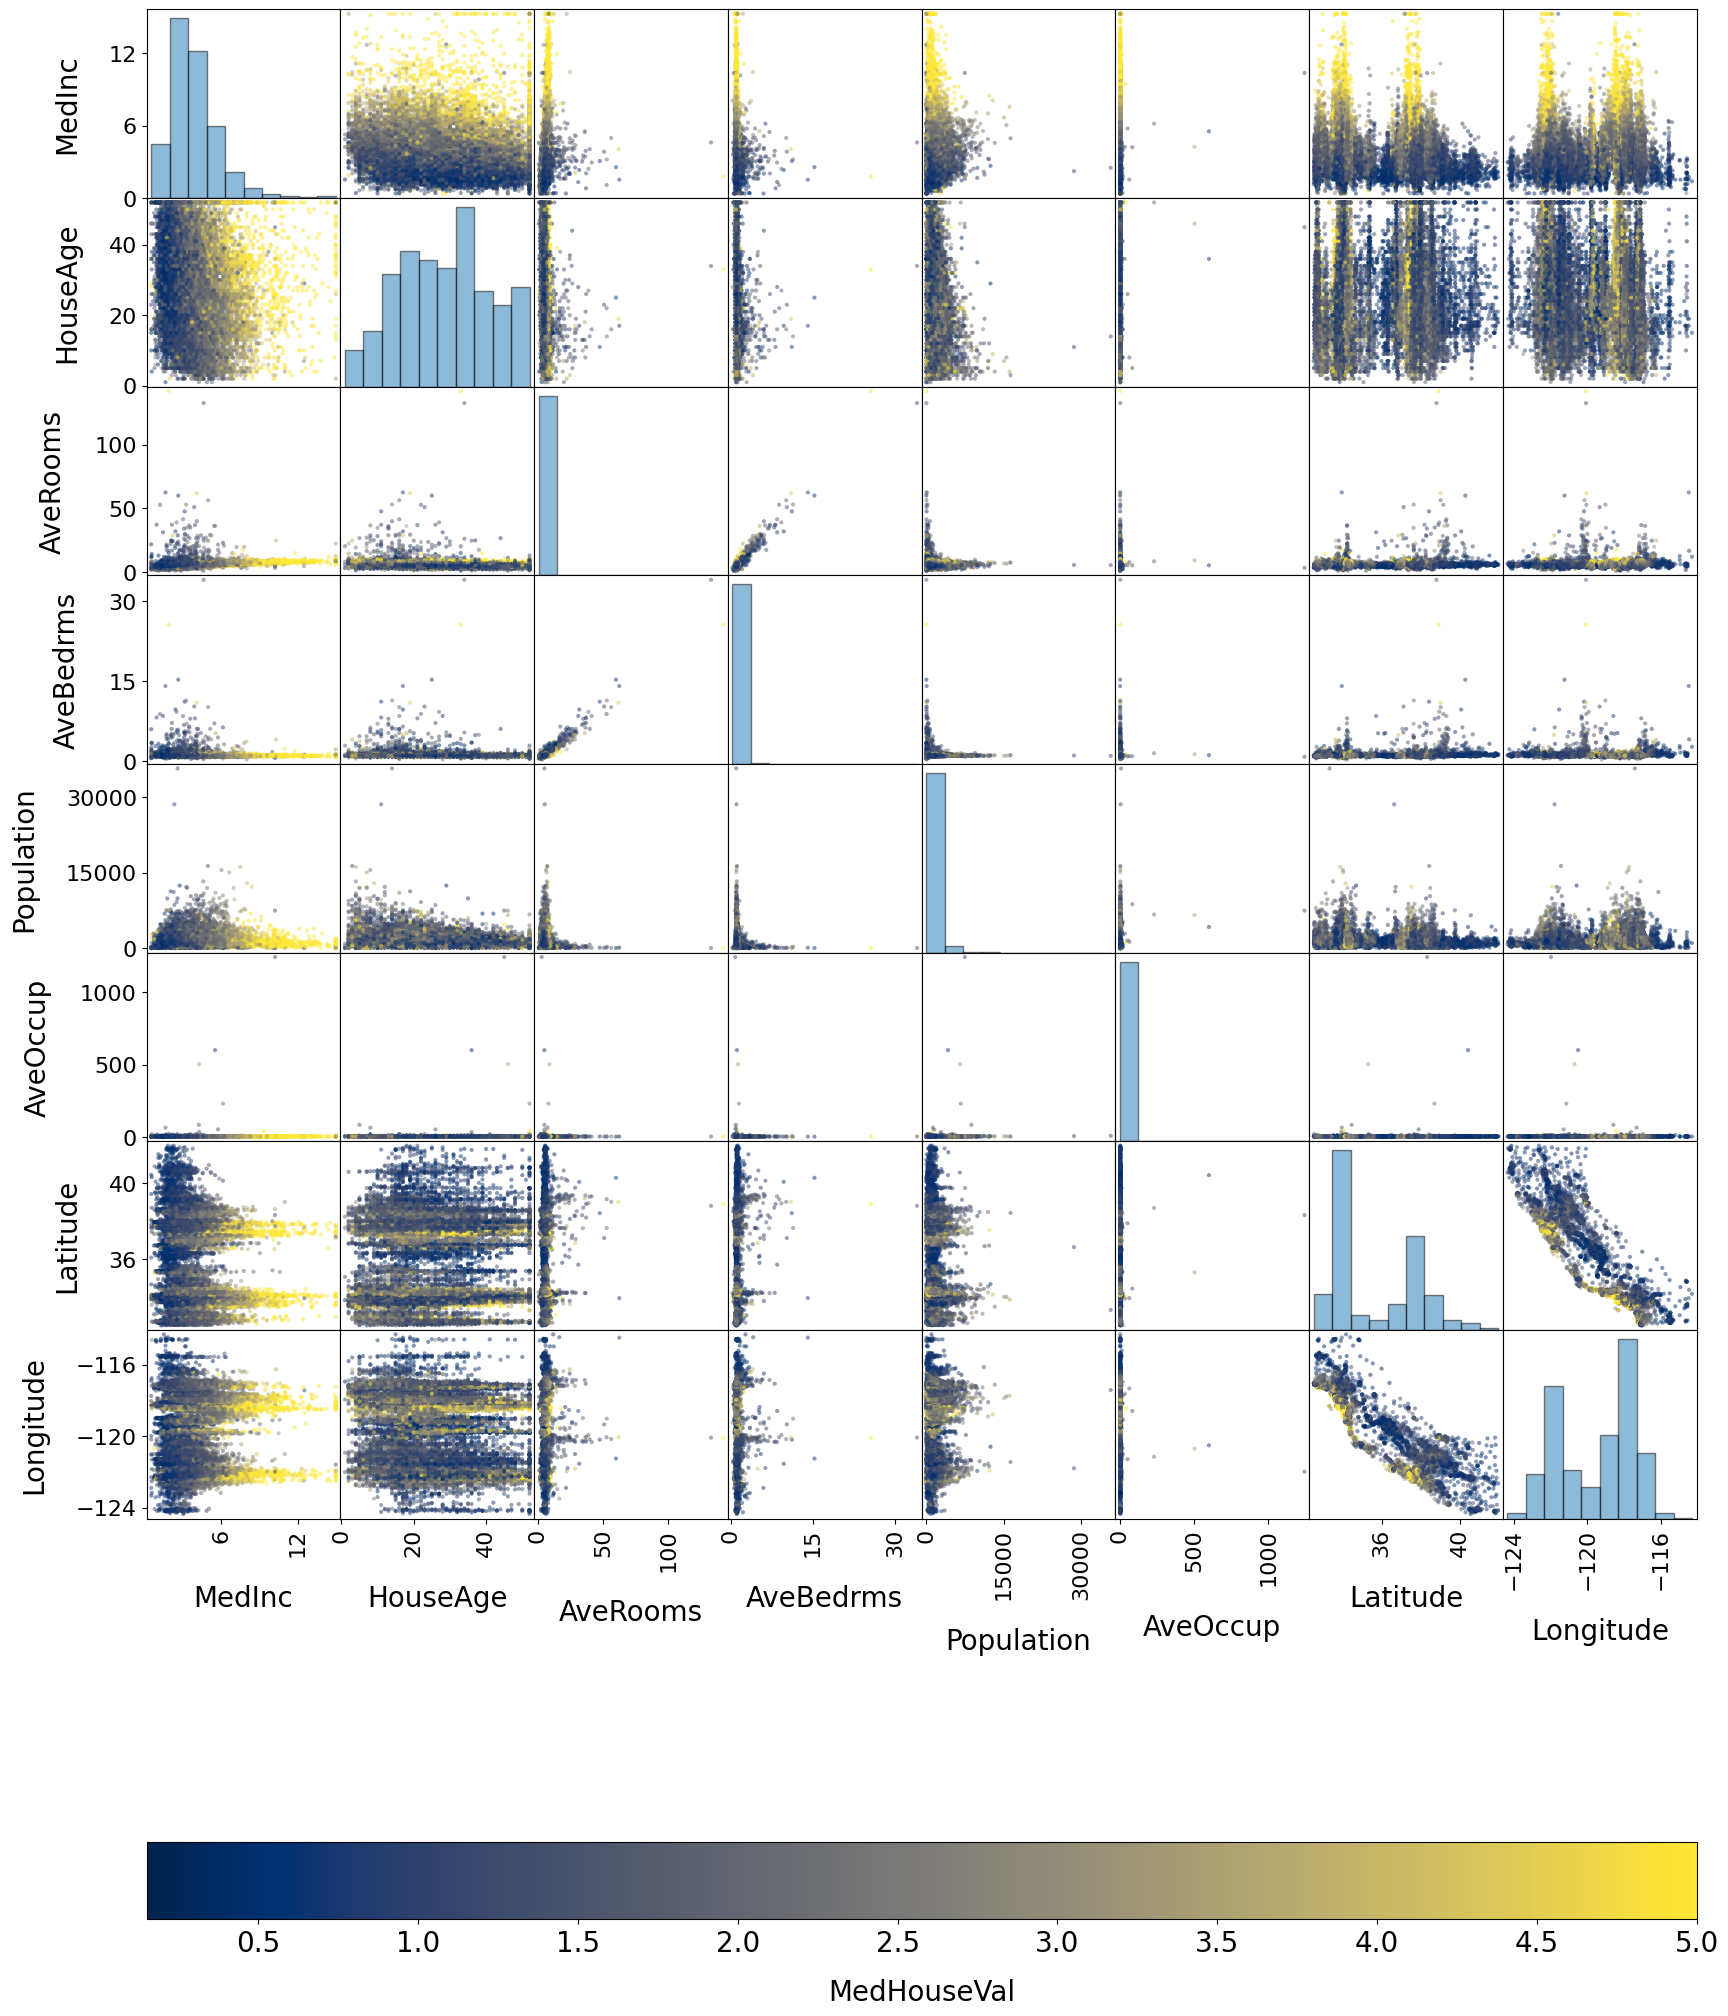 MedInc
12
6
0
HouseAge
40
20
0
AveRooms
100
50
0
AveBedrms
30
15
0
Population
30000
15000
0
AveOccup
1000
500
0
Latitude
40
36
Longitude
−116
−120
−124
6 12 0 20 40 0 50 100 0 15 30 0 15000 30000 0 500 1000 36 40 −124 −120 −116
MedInc HouseAge AveRooms AveBedrms Population AveOccup Latitude Longitude
0.5 1.0 1.5 2.0 2.5 3.0 3.5 4.0 4.5 5.0
MedHouseVal